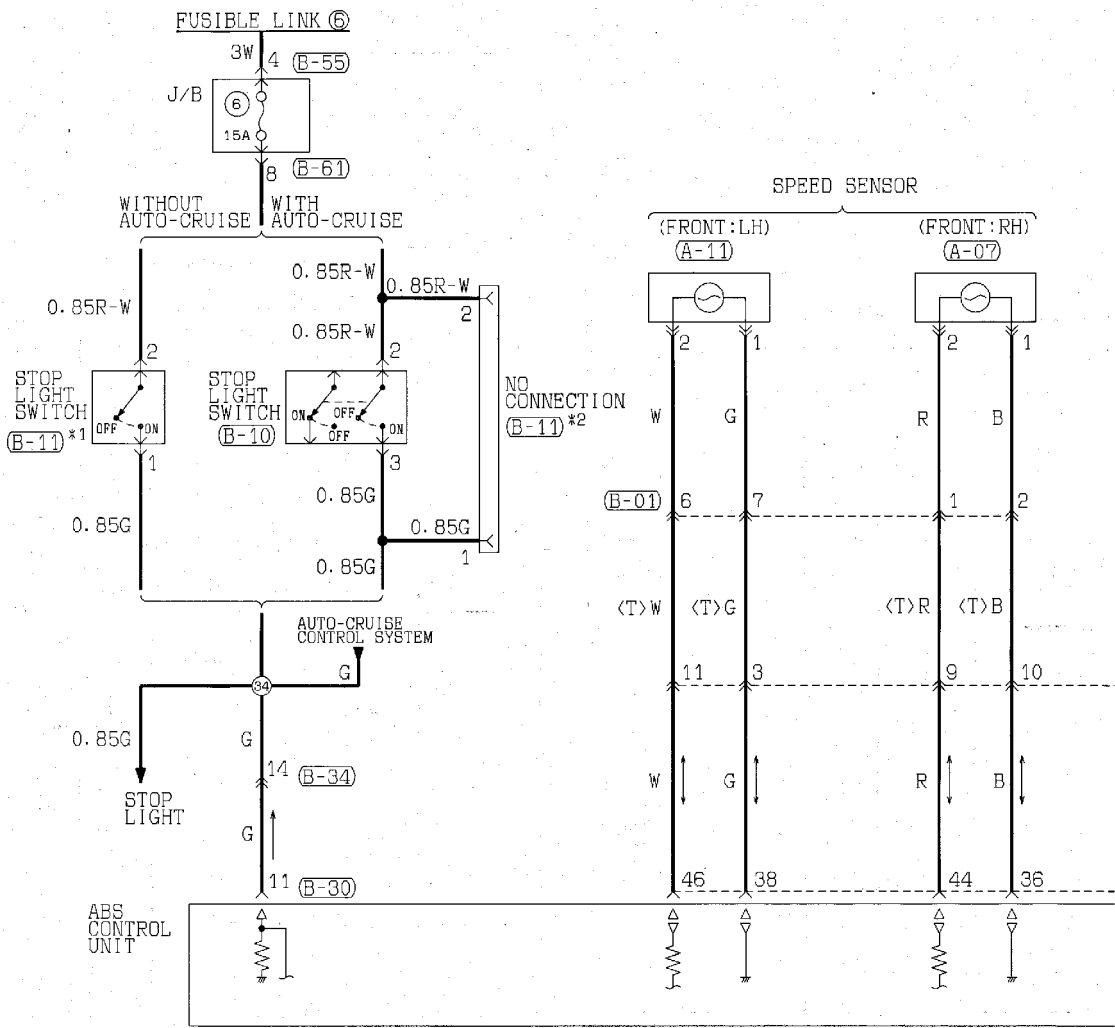 FUSIBLE LINK ⑥
3W
4 B-55
J/B
⑥
15A
8 B-61
WITHOUT
AUTO-CRUISE
WITH
AUTO-CRUISE
0.85R-W
0.85R-W
0.85R-W
2
0.85R-W
2
2
STOP
LIGHT
SWITCH
B-11 *1
OFF ON
1
STOP
LIGHT
SWITCH
B-10
ON OFF
OFF ON
3
NO
CONNECTION
B-11 *2
0.85G
0.85G
0.85G
1
0.85G
AUTO-CRUISE
CONTROL SYSTEM
G
34
0.85G
STOP
LIGHT
G
14 B-34
G
11 B-30
ABS
CONTROL
UNIT
SPEED SENSOR
(FRONT:LH)
A-11
(FRONT:RH)
A-07
2 1 2 1
W G R B
B-01 6 7 1 2
<T>W <T>G <T>R <T>B
11 3 9 10
W G R B
46 38 44 36